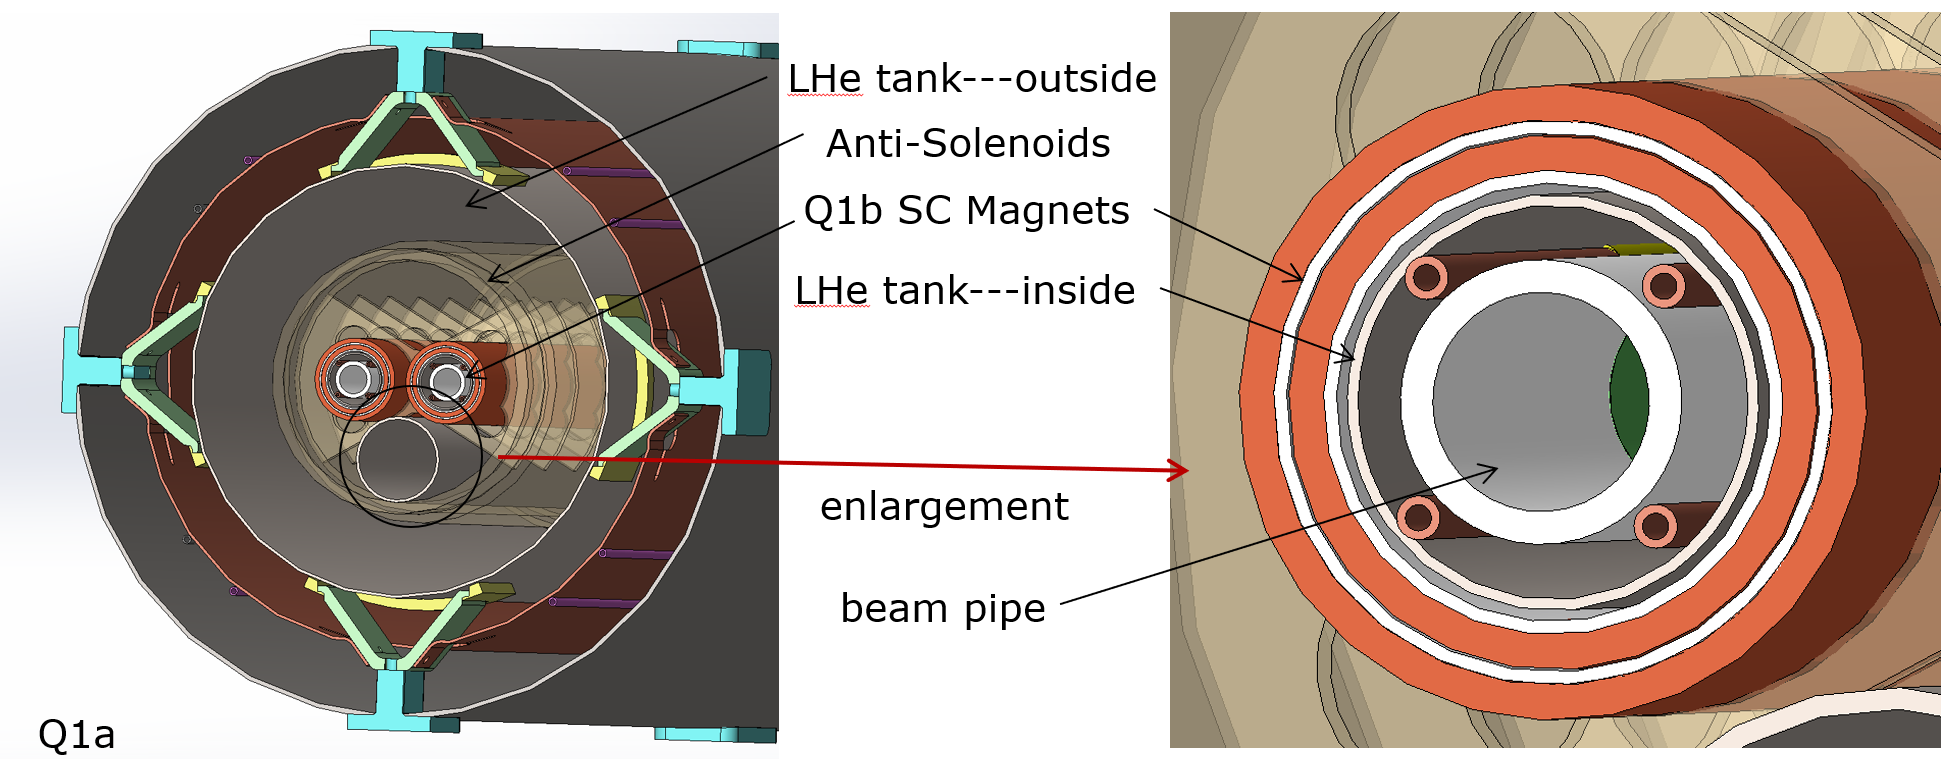 LHe tank---outside
Anti-Solenoids
Q1b SC Magnets
LHe tank---inside
enlargement
beam pipe
Q1a